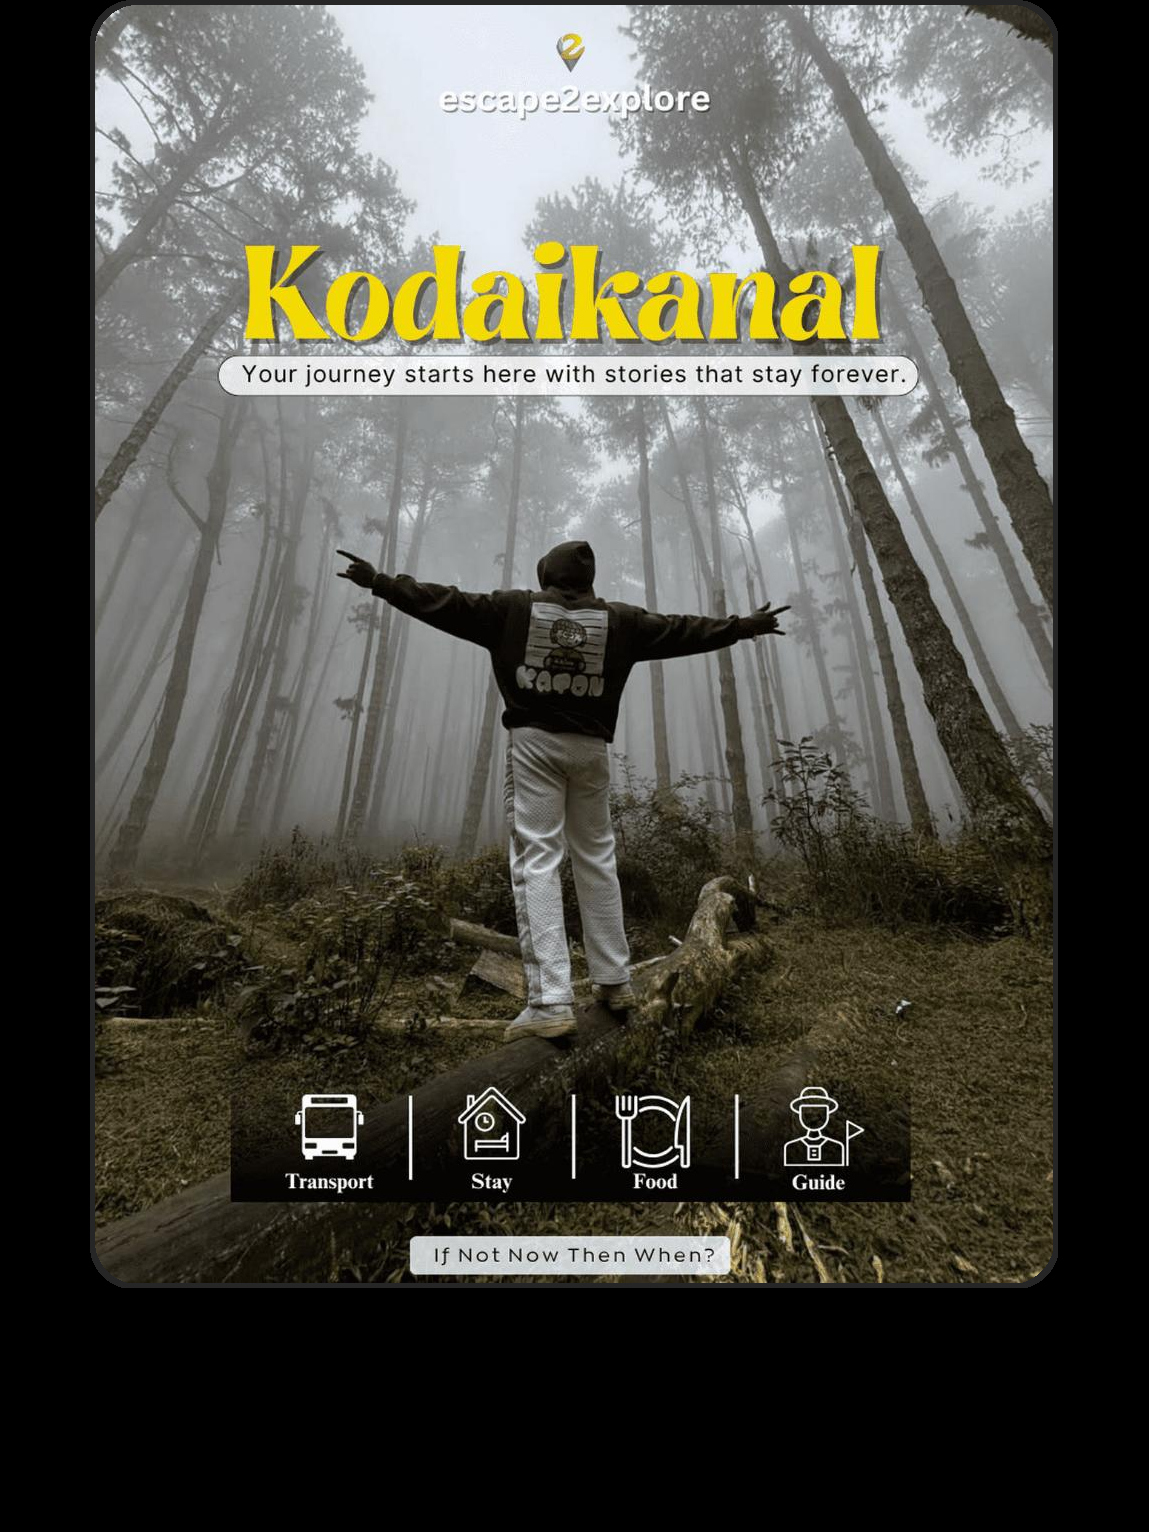 escape2explore
Kodaikanal
Your journey starts here with stories that stay forever.
KAPON
Transport
Stay
Food
Guide
If Not Now Then When?